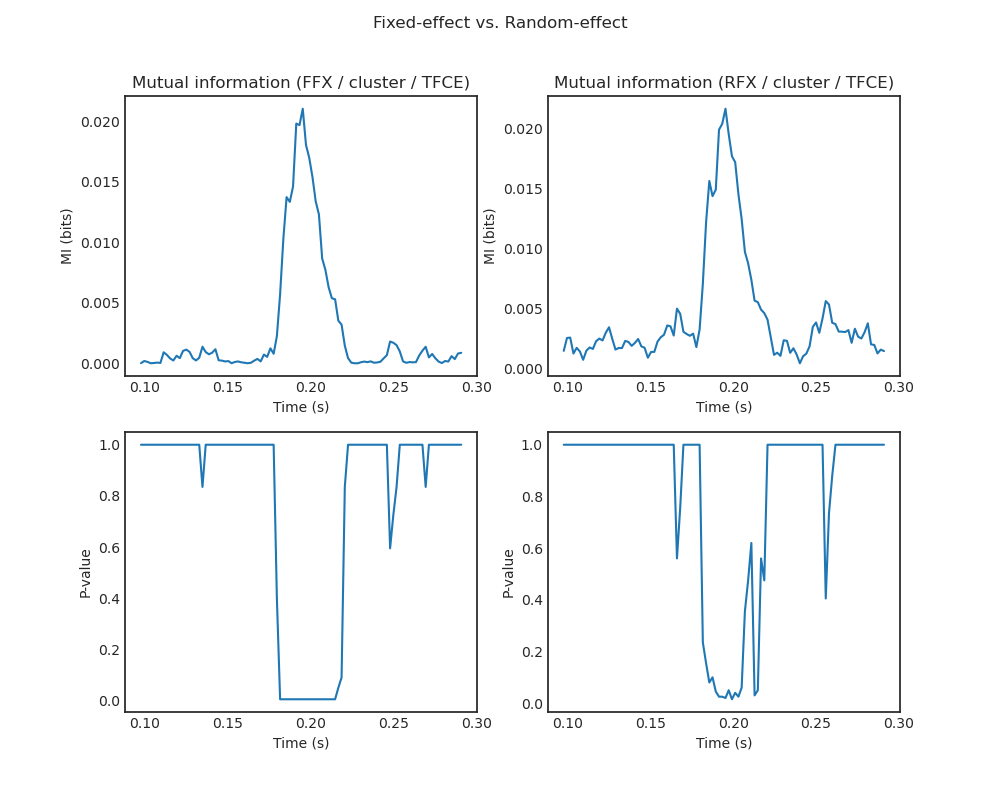 Fixed-effect vs. Random-effect
Mutual information (FFX / cluster / TFCE)
MI (bits)
0.020
0.015
0.010
0.005
0.000
0.10 0.15 0.20 0.25 0.30
Time (s)
Mutual information (RFX / cluster / TFCE)
MI (bits)
0.020
0.015
0.010
0.005
0.000
0.10 0.15 0.20 0.25 0.30
Time (s)
P-value
1.0
0.8
0.6
0.4
0.2
0.0
0.10 0.15 0.20 0.25 0.30
Time (s)
P-value
1.0
0.8
0.6
0.4
0.2
0.0
0.10 0.15 0.20 0.25 0.30
Time (s)